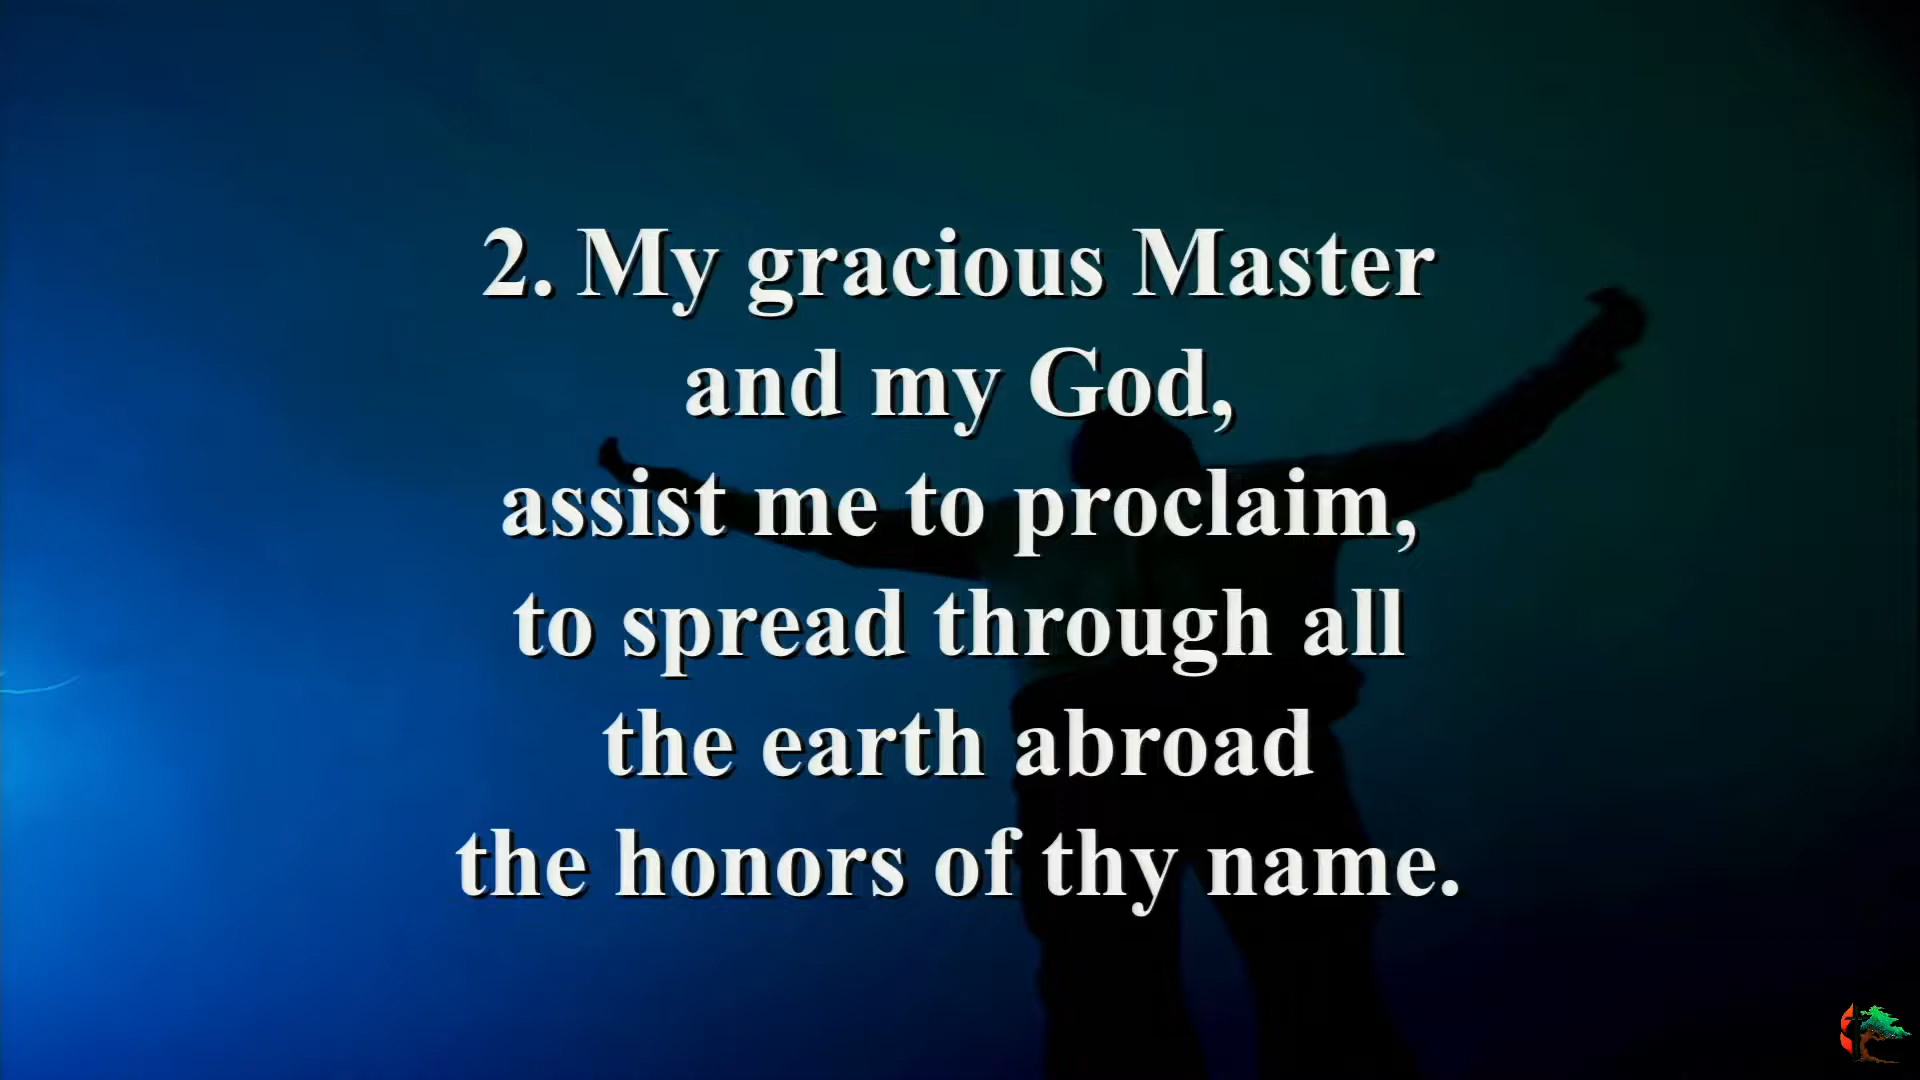 2. My gracious Master
and my God,
assist me to proclaim,
to spread through all
the earth abroad
the honors of thy name.